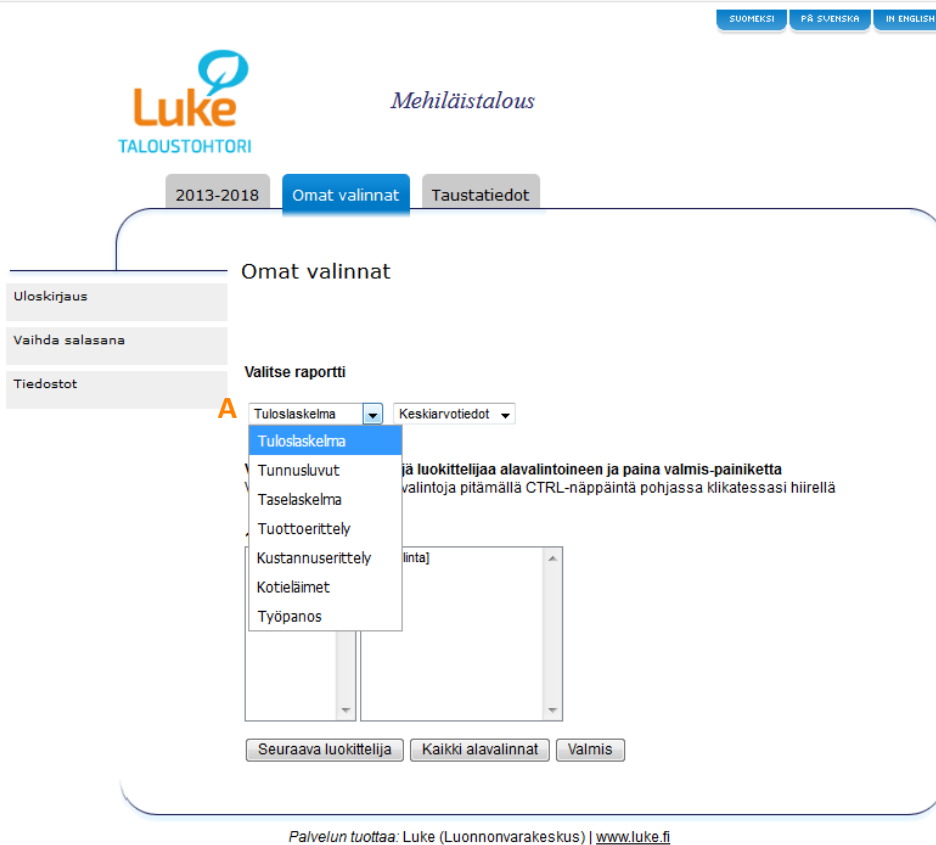 SUOMEKSI PÅ SVENSKA IN ENGLISH
Luke
TALOUSTOHTORI
Mehiläistalous
2013-2018 Omat valinnat Taustatiedot
Omat valinnat
Uloskirjaus
Vaihda salasana
Tiedostot
Valitse raportti
A Tuloslaskelma Keskiarvotiedot
Tuloslaskelma
Tunnusluvut
jä luokittelijaa alavalintoineen ja paina valmis-painiketta
valintoja pitämällä CTRL-näppäintä pohjassa klikatessasi hiirellä
Taselaskelma
Tuottoerittely
Kustannuserittely
linta]
Kotieläimet
Työpanos
Seuraava luokittelija Kaikki alavalinnat Valmis
Palvelun tuottaa: Luke (Luonnonvarakeskus) | www.luke.fi